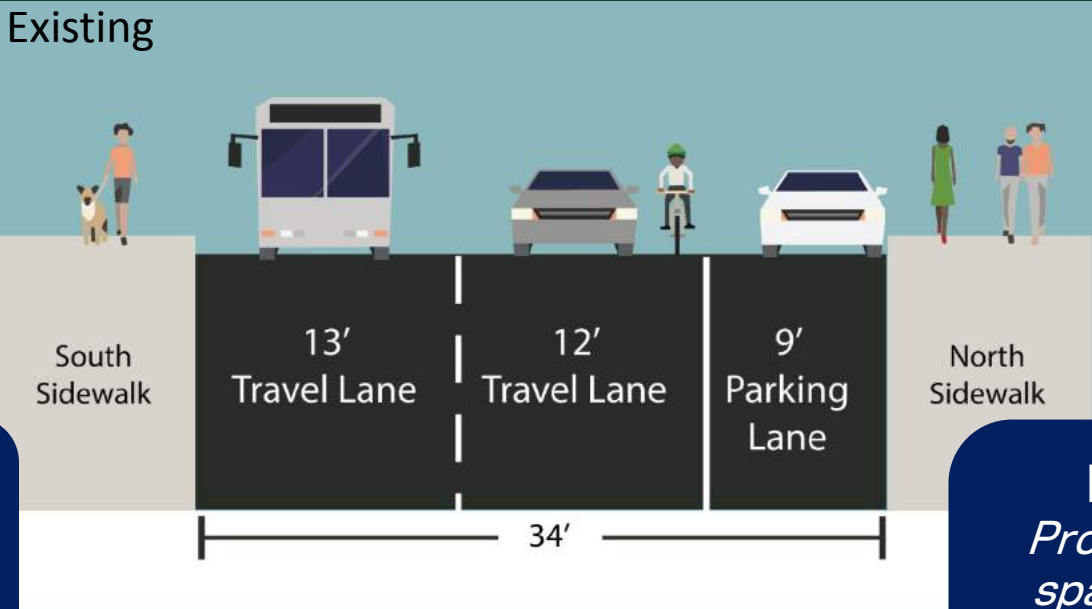 Existing
South
Sidewalk
13′
Travel Lane
12′
Travel Lane
9′
Parking
Lane
North
Sidewalk
34′